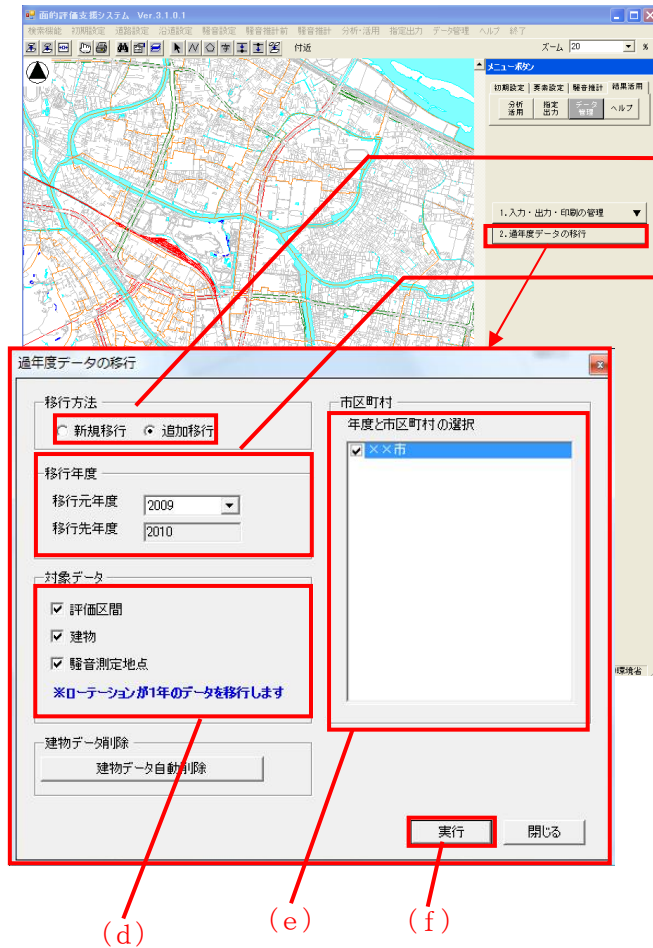 面的評価支援システム Ver.3.1.0.1
検索機能 初期設定 道路設定 沿道設定 騒音設定 騒音推計前 騒音推計 分析・活用 指定出力 データ管理 ヘルプ 終了
付近 ズーム 20 %
メニューボタン
初期設定 要素設定 騒音推計 結果活用
分析活用 指定出力 データ管理 ヘルプ
1.入力・出力・印刷の管理 ▼
2.過年度データの移行
過年度データの移行
移行方法
新規移行 追加移行
移行年度
移行元年度 2009
移行先年度 2010
対象データ
評価区間
建物
騒音測定地点
※ローテーションが1年のデータを移行します
建物データ削除
建物データ自動削除
市区町村
年度と市区町村の選択
××市
環境省
実行 閉じる
(d) (e) (f)